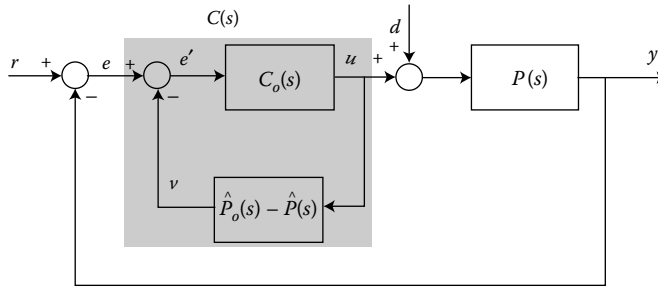 C(s)
d
r + e + e′ C_o(s) u + + P(s) y
− −
v P̂_o(s) − P̂(s)